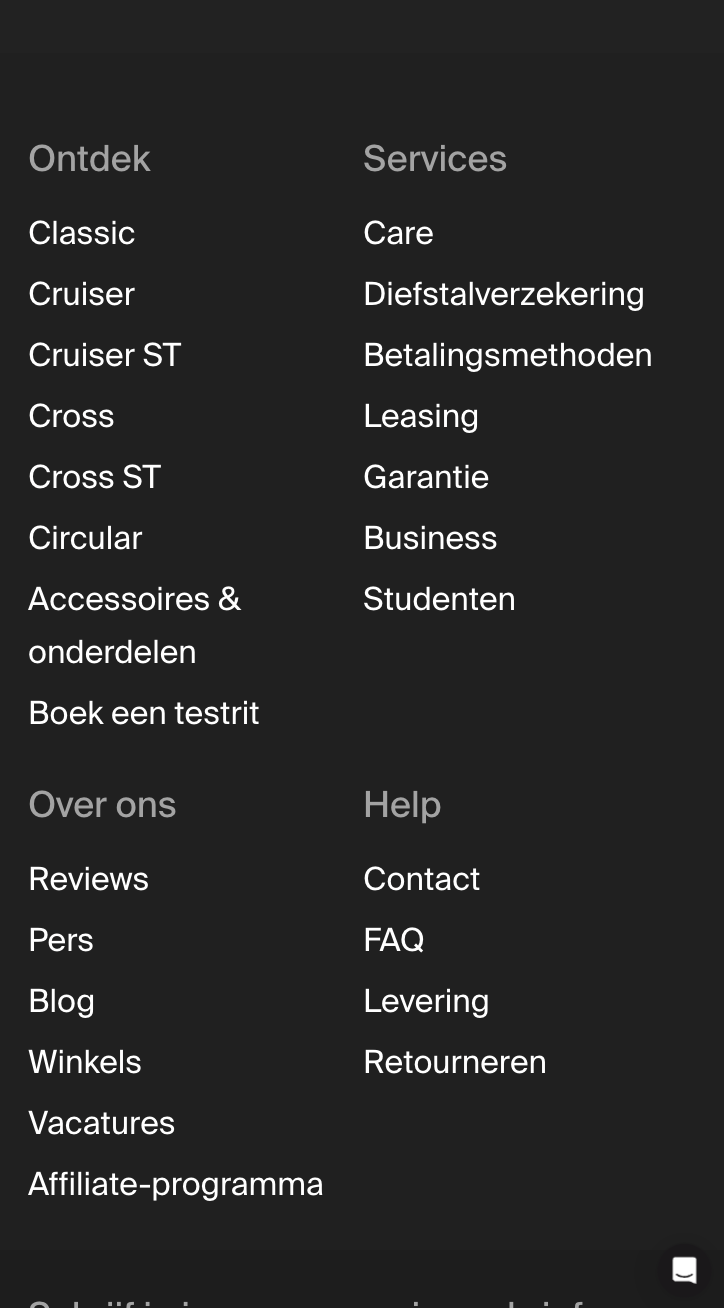 Ontdek
Classic
Cruiser
Cruiser ST
Cross
Cross ST
Circular
Accessoires &
onderdelen
Boek een testrit
Services
Care
Diefstalverzekering
Betalingsmethoden
Leasing
Garantie
Business
Studenten
Over ons
Reviews
Pers
Blog
Winkels
Vacatures
Affiliate-programma
Help
Contact
FAQ
Levering
Retourneren